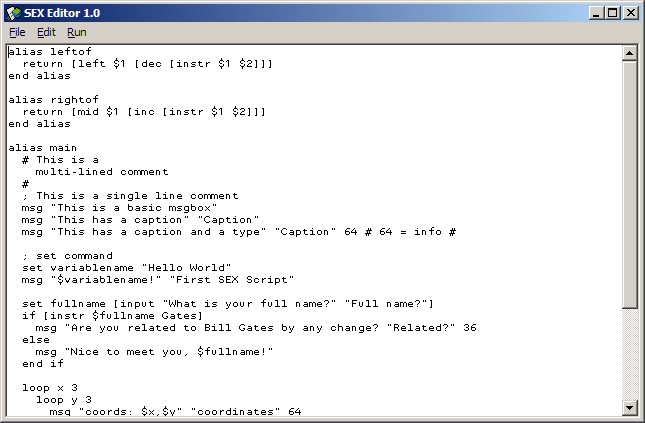 SEX Editor 1.0
File Edit Run
alias leftof
return [left $1 [dec [instr $1 $2]]]
end alias
alias rightof
return [mid $1 [inc [instr $1 $2]]]
end alias
alias main
# This is a
multi-lined comment
#
; This is a single line comment
msg "This is a basic msgbox"
msg "This has a caption" "Caption"
msg "This has a caption and a type" "Caption" 64 # 64 = info #
; set command
set variablename "Hello World"
msg "$variablename!" "First SEX Script"
set fullname [input "What is your full name?" "Full name?"]
if [instr $fullname Gates]
msg "Are you related to Bill Gates by any change? "Related?" 36
else
msg "Nice to meet you, $fullname!"
end if
loop x 3
loop y 3
msg "coords: $x,$y" "coordinates" 64